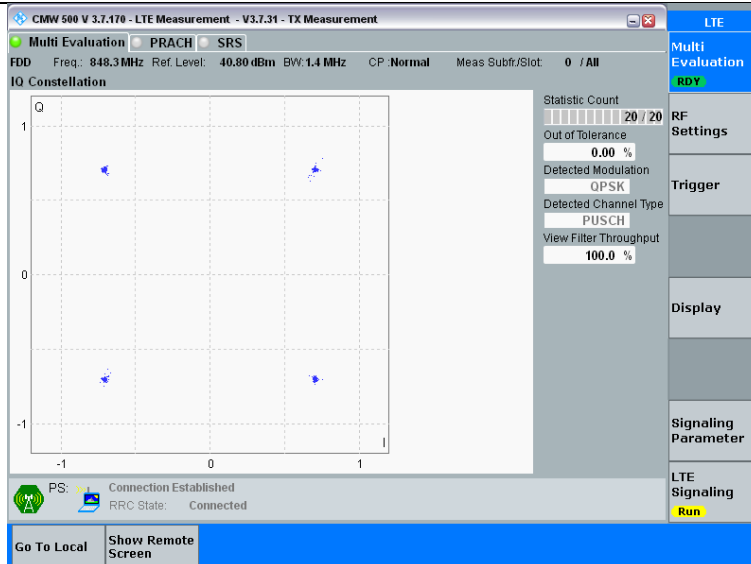 CMW 500 V 3.7.170 - LTE Measurement - V3.7.31 - TX Measurement
LTE
Multi Evaluation PRACH SRS
FDD Freq.: 848.3 MHz Ref. Level: 40.80 dBm BW: 1.4 MHz CP : Normal Meas Subfr./Slot: 0 / All
IQ Constellation
Q
1
0
-1
-1 0 1
I
Statistic Count
20 / 20
Out of Tolerance
0.00 %
Detected Modulation
QPSK
Detected Channel Type
PUSCH
View Filter Throughput
100.0 %
Multi
Evaluation
RDY
RF
Settings
Trigger
Display
Signaling
Parameter
LTE
Signaling
Run
PS: Connection Established
RRC State: Connected
Go To Local
Show Remote
Screen